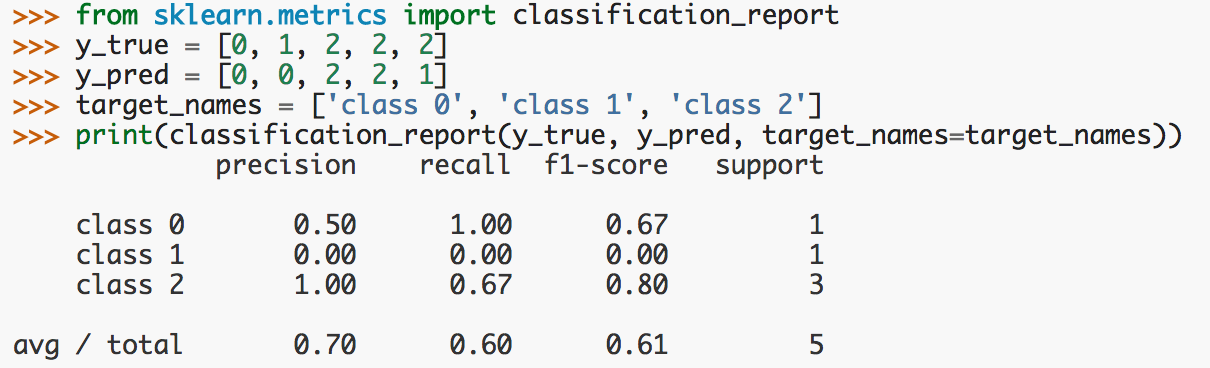 >>> from sklearn.metrics import classification_report
>>> y_true = [0, 1, 2, 2, 2]
>>> y_pred = [0, 0, 2, 2, 1]
>>> target_names = ['class 0', 'class 1', 'class 2']
>>> print(classification_report(y_true, y_pred, target_names=target_names))
             precision    recall  f1-score   support

    class 0       0.50      1.00      0.67         1
    class 1       0.00      0.00      0.00         1
    class 2       1.00      0.67      0.80         3

avg / total       0.70      0.60      0.61         5